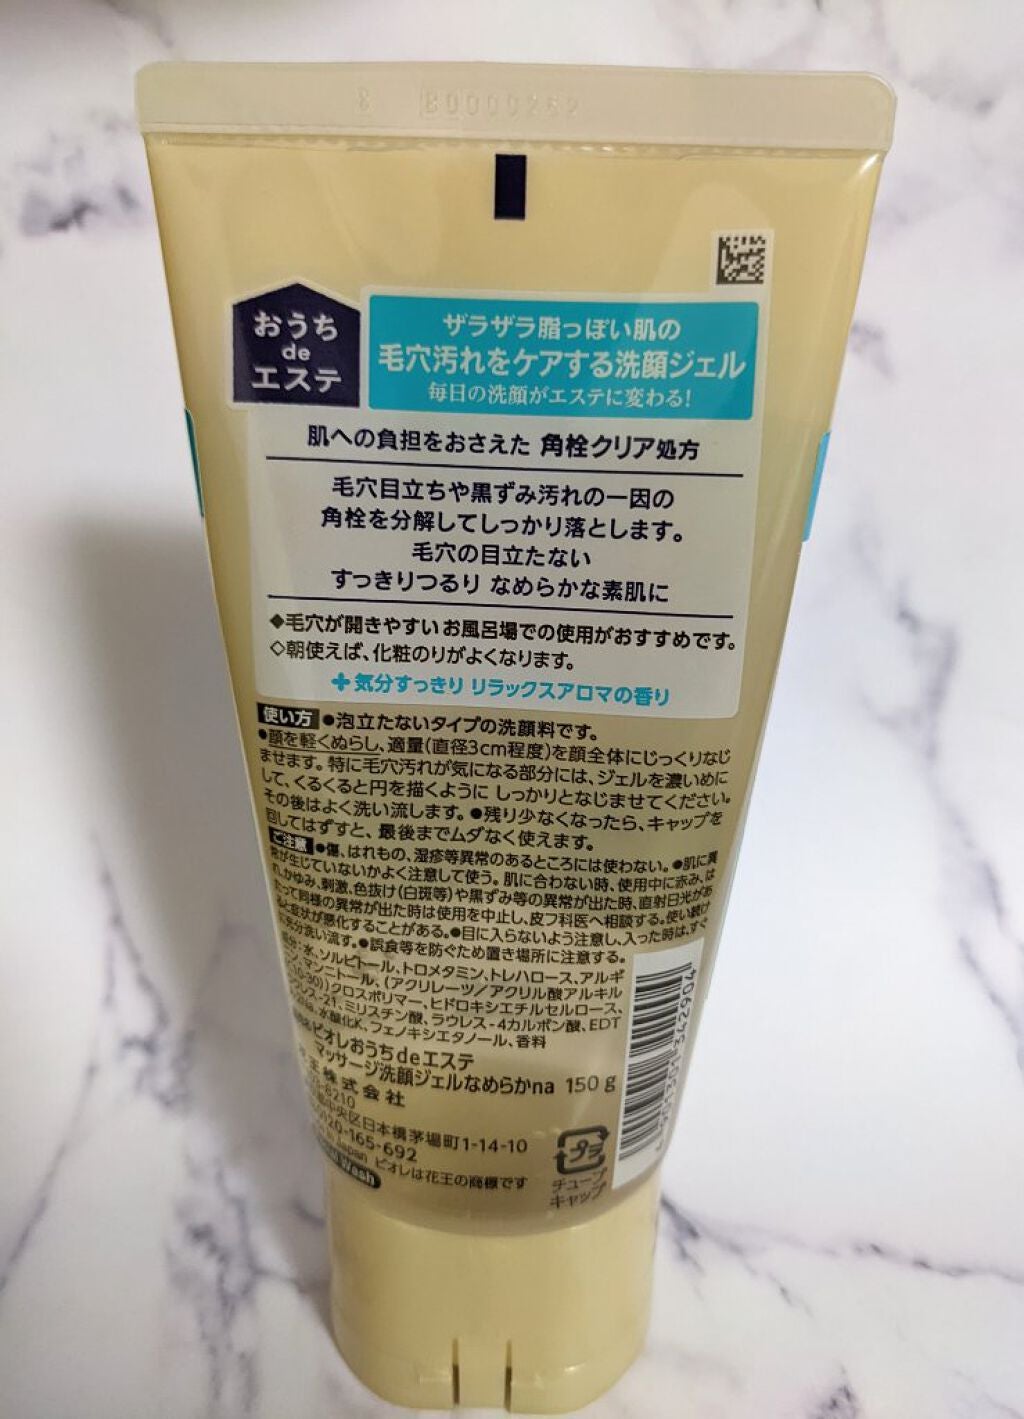 B0000262
おうち
de
エステ
ザラザラ脂っぽい肌の
毛穴汚れをケアする洗顔ジェル
毎日の洗顔がエステに変わる!
肌への負担をおさえた 角栓クリア処方
毛穴目立ちや黒ずみ汚れの一因の
角栓を分解してしっかり落とします。
毛穴の目立たない
すっきりつるり なめらかな素肌に
◆毛穴が開きやすいお風呂場での使用がおすすめです。
◇朝使えば、化粧のりがよくなります。
+気分すっきり リラックスアロマの香り
使い方 ●泡立たないタイプの洗顔料です。
●顔を軽くぬらし、適量(直径3cm程度)を顔全体にじっくりなじ
ませます。特に毛穴汚れが気になる部分には、ジェルを濃いめに
して、くるくると円を描くように しっかりとなじませてください。
その後はよく洗い流します。●残り少なくなったら、キャップを
回してはずすと、最後までムダなく使えます。
ご注意 ●傷、はれもの、湿疹等異常のあるところには使わない。●肌に異
常が生じていないかよく注意して使う。肌に合わない時、使用中に赤み、は
れ、かゆみ、刺激、色抜け(白斑等)や黒ずみ等の異常が出た時、直射日光があ
たって同様の異常が出た時は使用を中止し、皮フ科医へ相談する。使い続け
ると症状が悪化することがある。●目に入らないよう注意し、入った時は、すぐ
に充分洗い流す。●誤食等を防ぐため置き場所に注意する。
成分:水、ソルビトール、トロメタミン、トレハロース、アルギ
ニン、マンニトール、(アクリレーツ/アクリル酸アルキル
10-30))クロスポリマー、ヒドロキシエチルセルロース、
ウレス-21、ミリスチン酸、ラウレス-4カルボン酸、EDT
2Na、水酸化K、フェノキシエタノール、香料
ビオレおうちdeエステ
マッサージ洗顔ジェルなめらかna 150g
王株式会社
8210
中央区日本橋茅場町1-14-10
0120-165-692
in Japan ビオレは花王の商標です
Wash
プラ
チューブ
キャップ